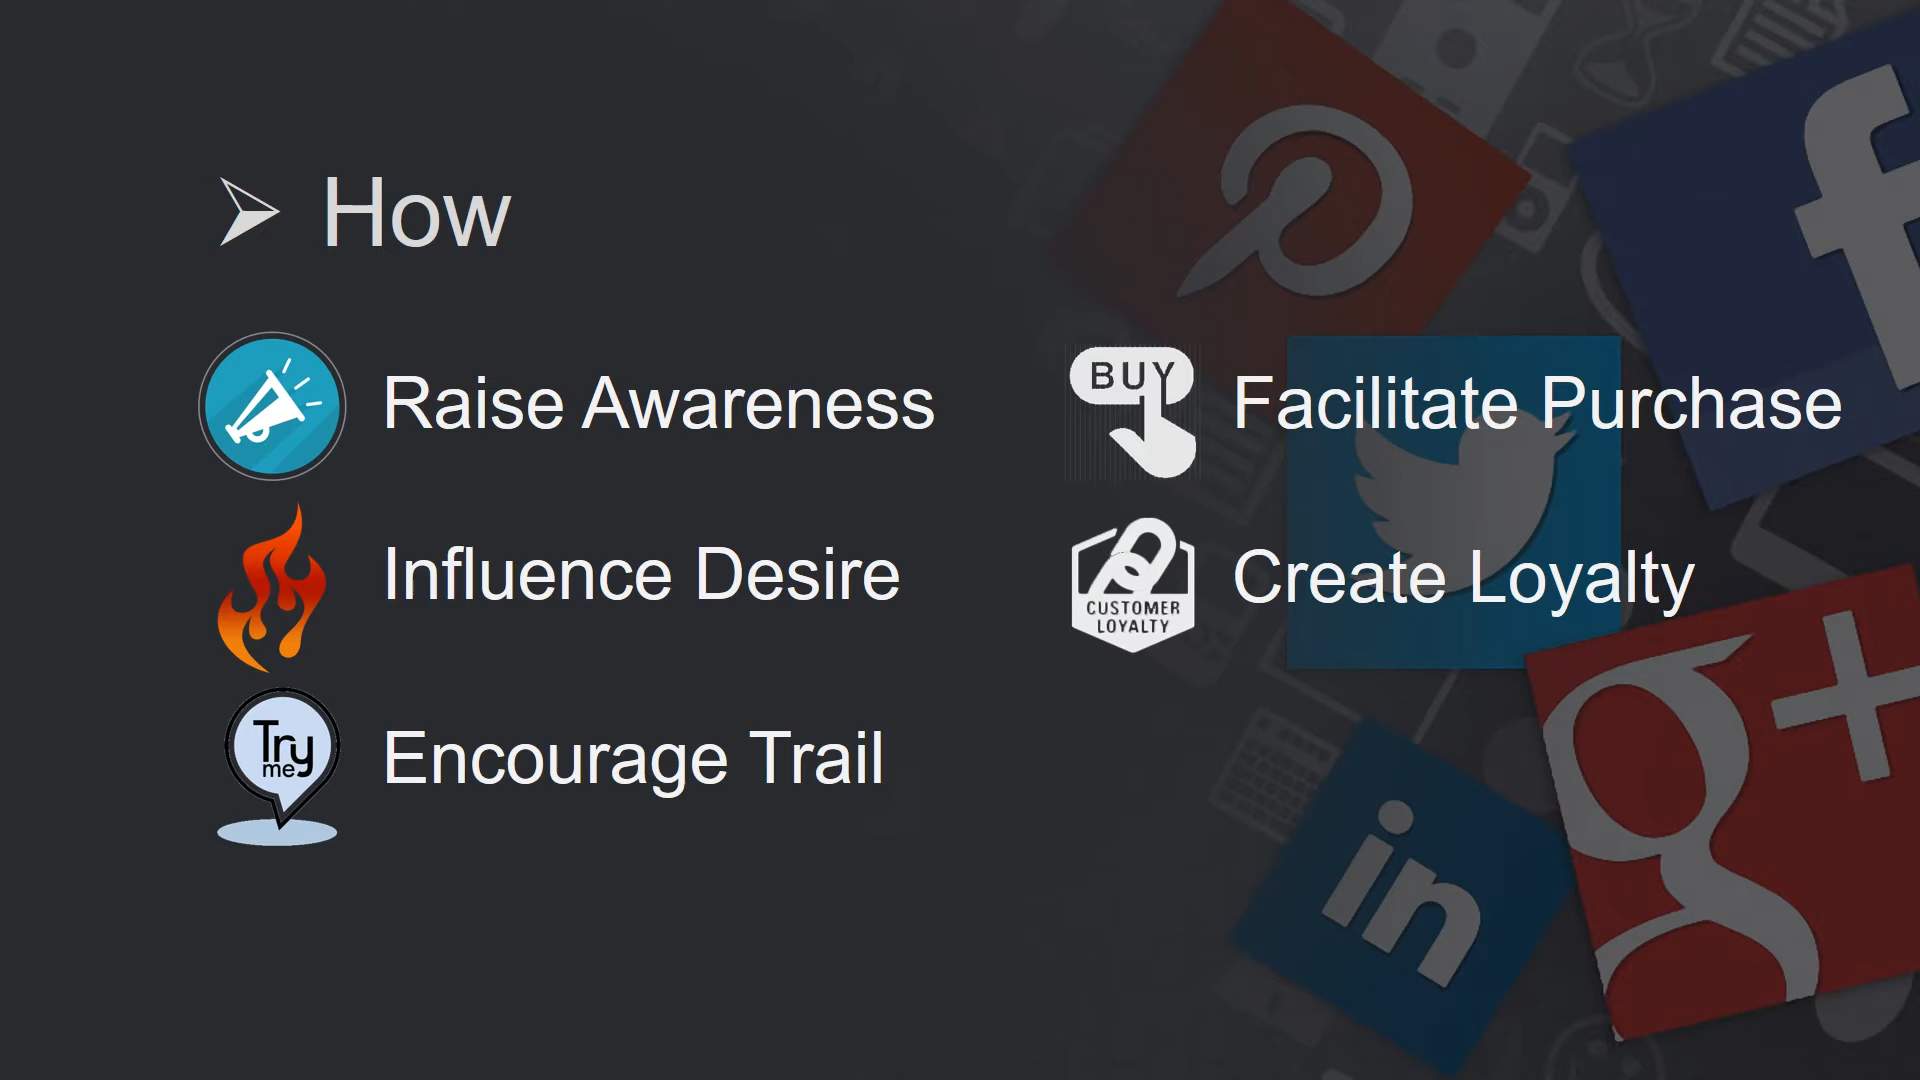 How
Raise Awareness
Influence Desire
Try
me
Encourage Trail
BUY
Facilitate Purchase
CUSTOMER
LOYALTY
Create Loyalty
f
in
g+